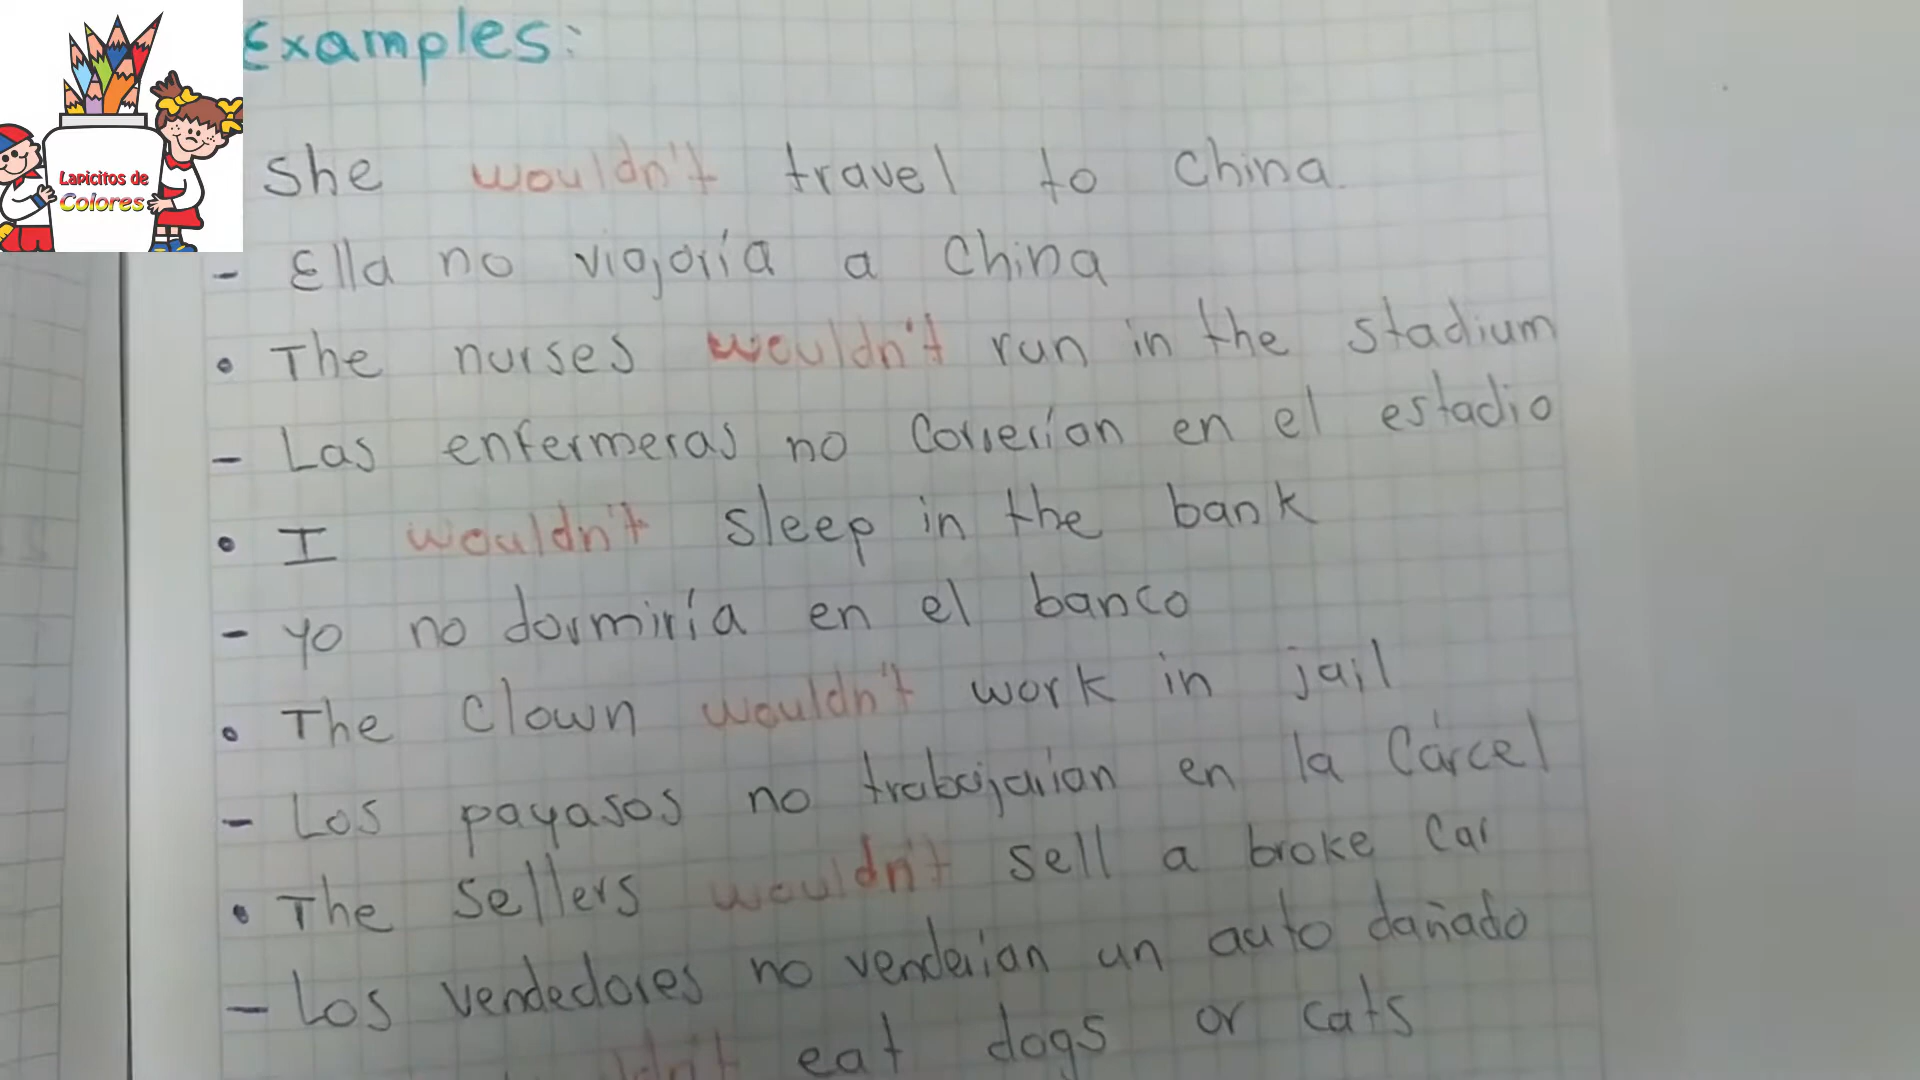 Examples:
Lapicitos de
Colores
She wouldn't travel to China.
- Ella no viajaría a China
• The nurses wouldn't run in the stadium
- Las enfermeras no correrían en el estadio
• I wouldn't sleep in the bank
- yo no dormiría en el banco
• The clown wouldn't work in jail
- Los payasos no trabajarian en la Cárcel
• The sellers wouldn't sell a broke car
- Los vendedores no venderian un auto dañado
eat dogs or cats